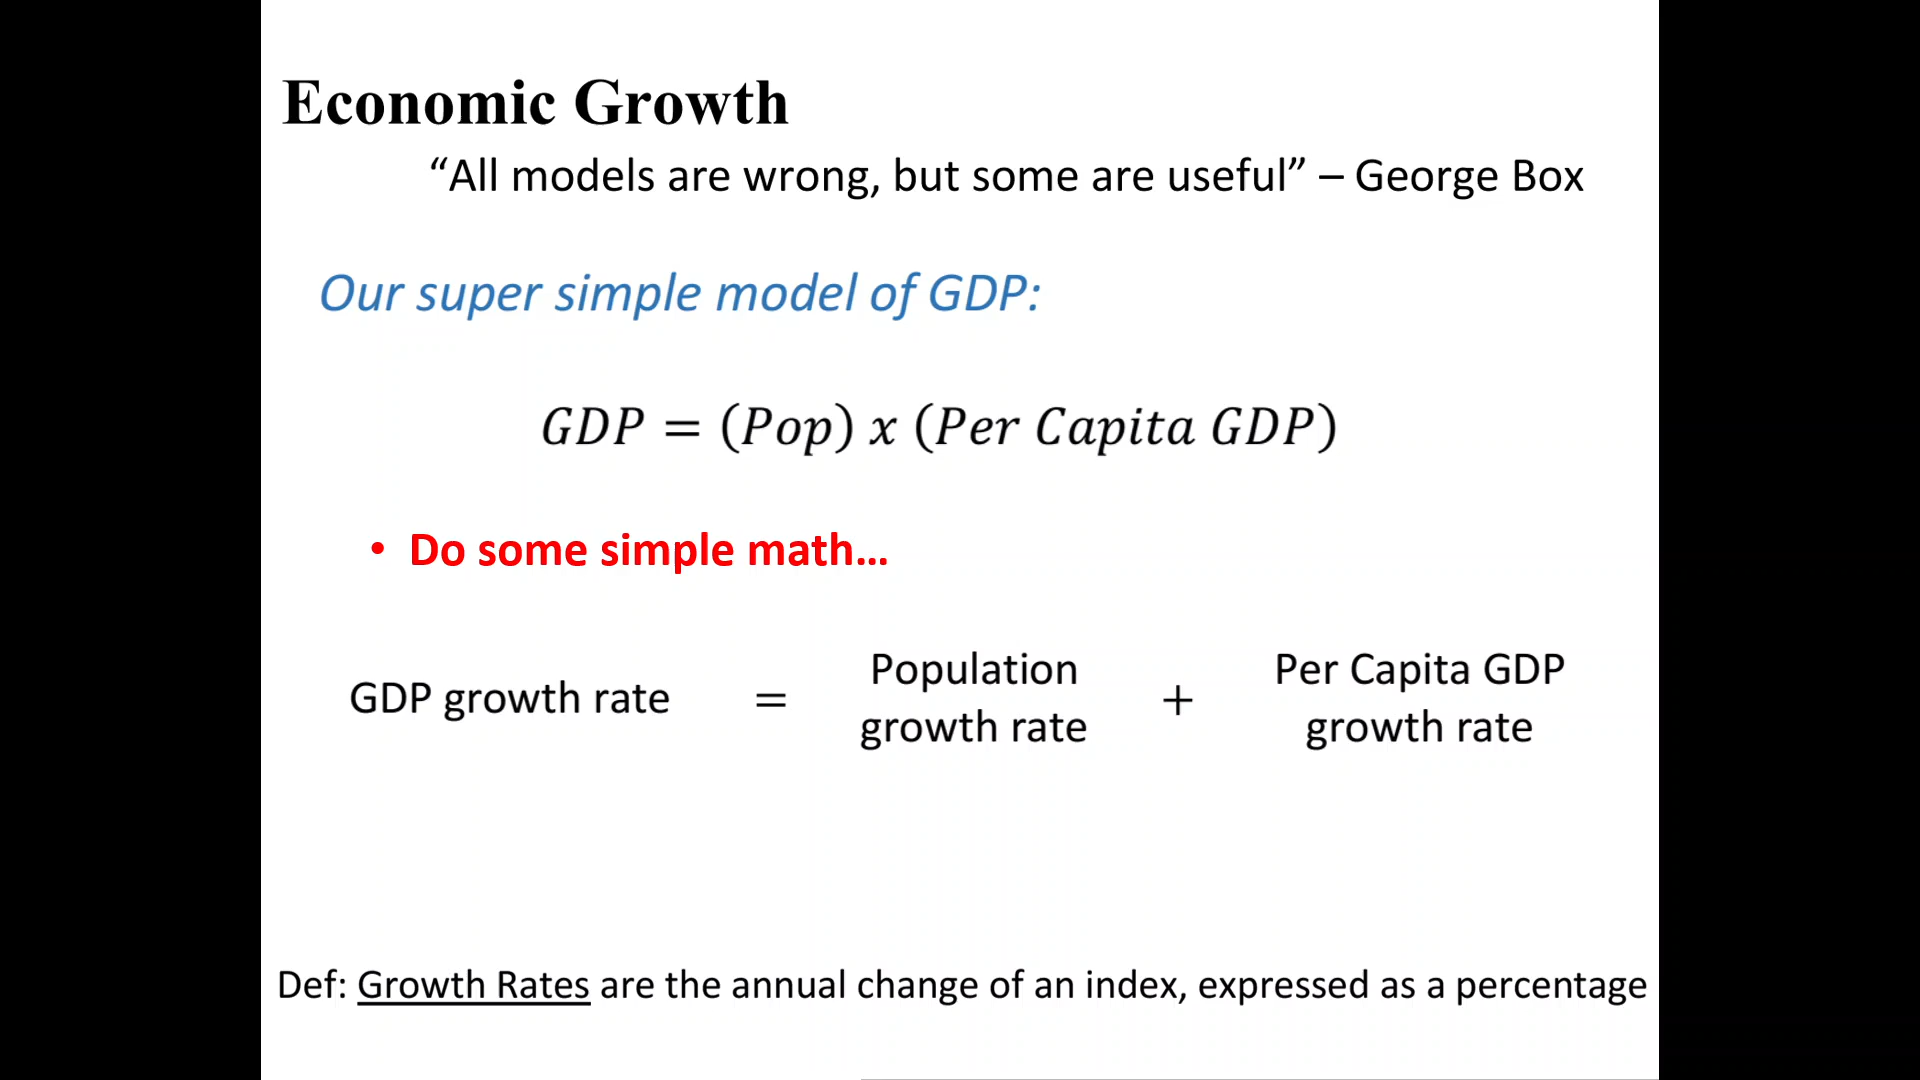 Economic Growth
“All models are wrong, but some are useful” – George Box
Our super simple model of GDP:
GDP = (Pop) x (Per Capita GDP)
• Do some simple math…
GDP growth rate = Population growth rate + Per Capita GDP growth rate
Def: Growth Rates are the annual change of an index, expressed as a percentage